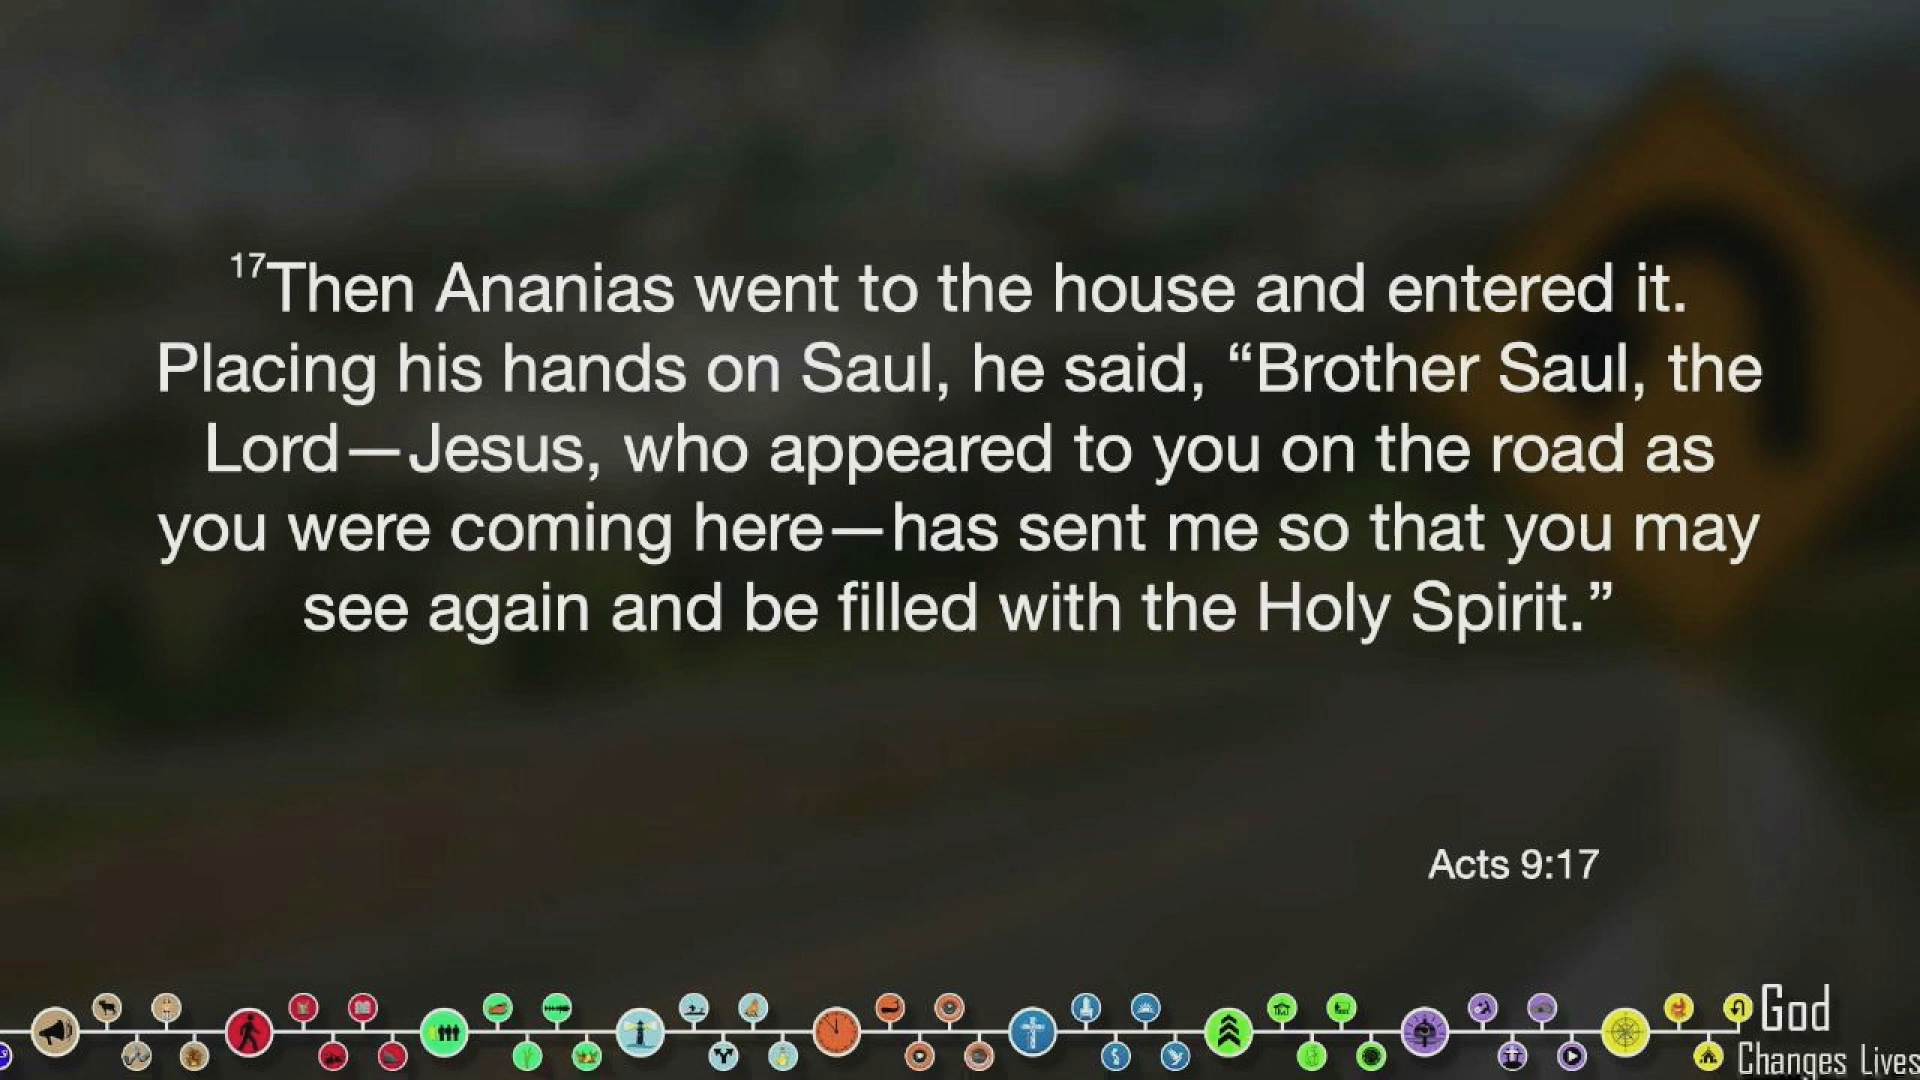 17Then Ananias went to the house and entered it.
Placing his hands on Saul, he said, “Brother Saul, the
Lord—Jesus, who appeared to you on the road as
you were coming here—has sent me so that you may
see again and be filled with the Holy Spirit.”
Acts 9:17
God
Changes Lives